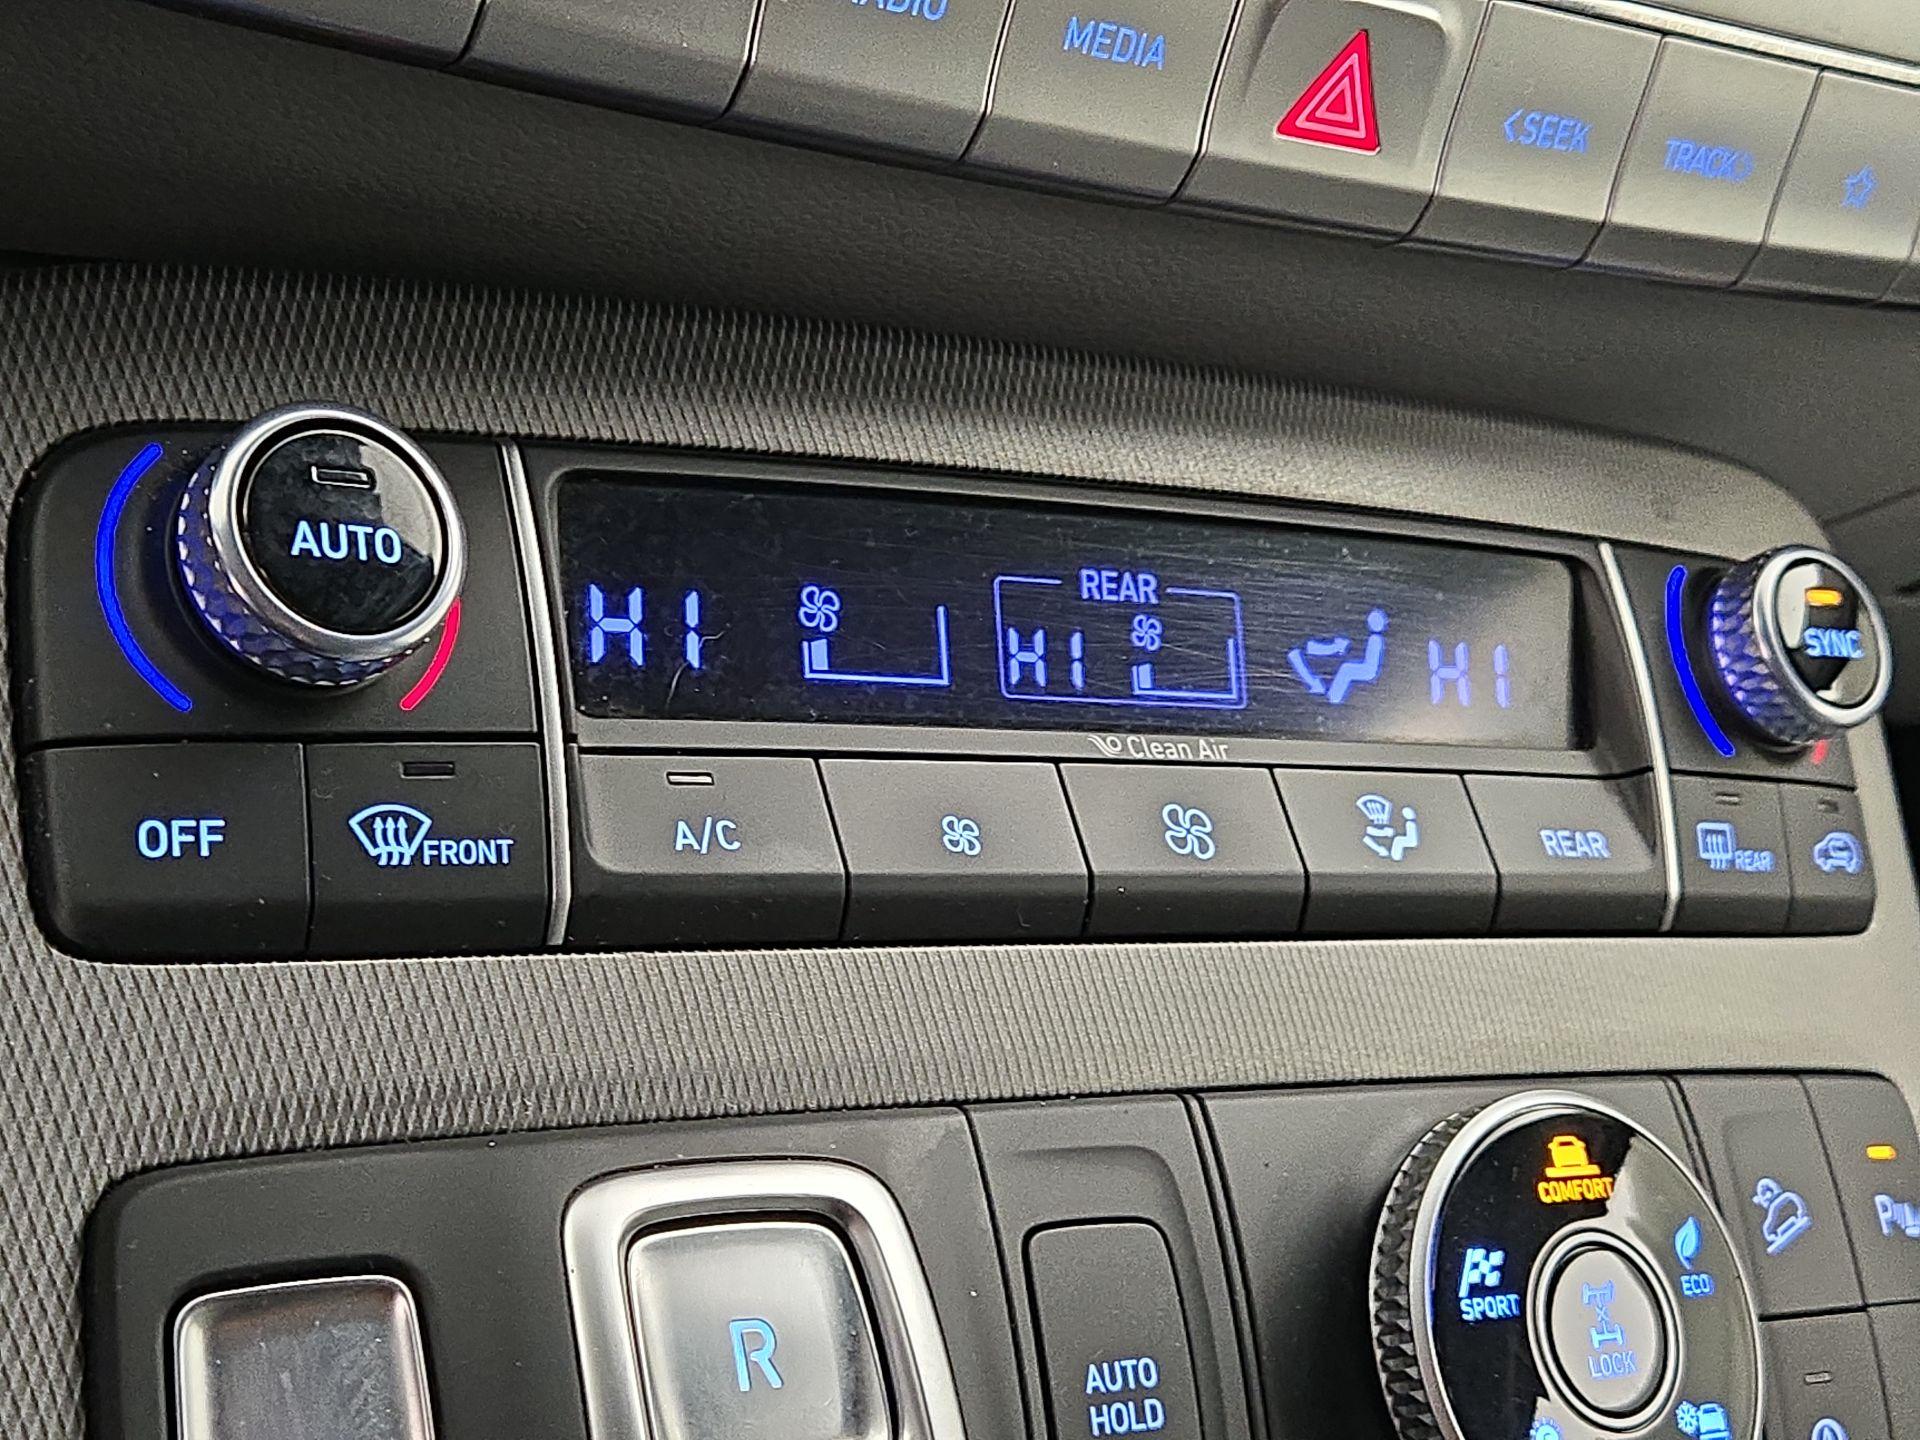 RADIO
MEDIA
<SEEK
TRACK>
AUTO
HI
REAR
HI
HI
SYNC
Clean Air
OFF
FRONT
A/C
REAR
REAR
COMFORT
SPORT
ECO
LOCK
P
R
AUTO
HOLD